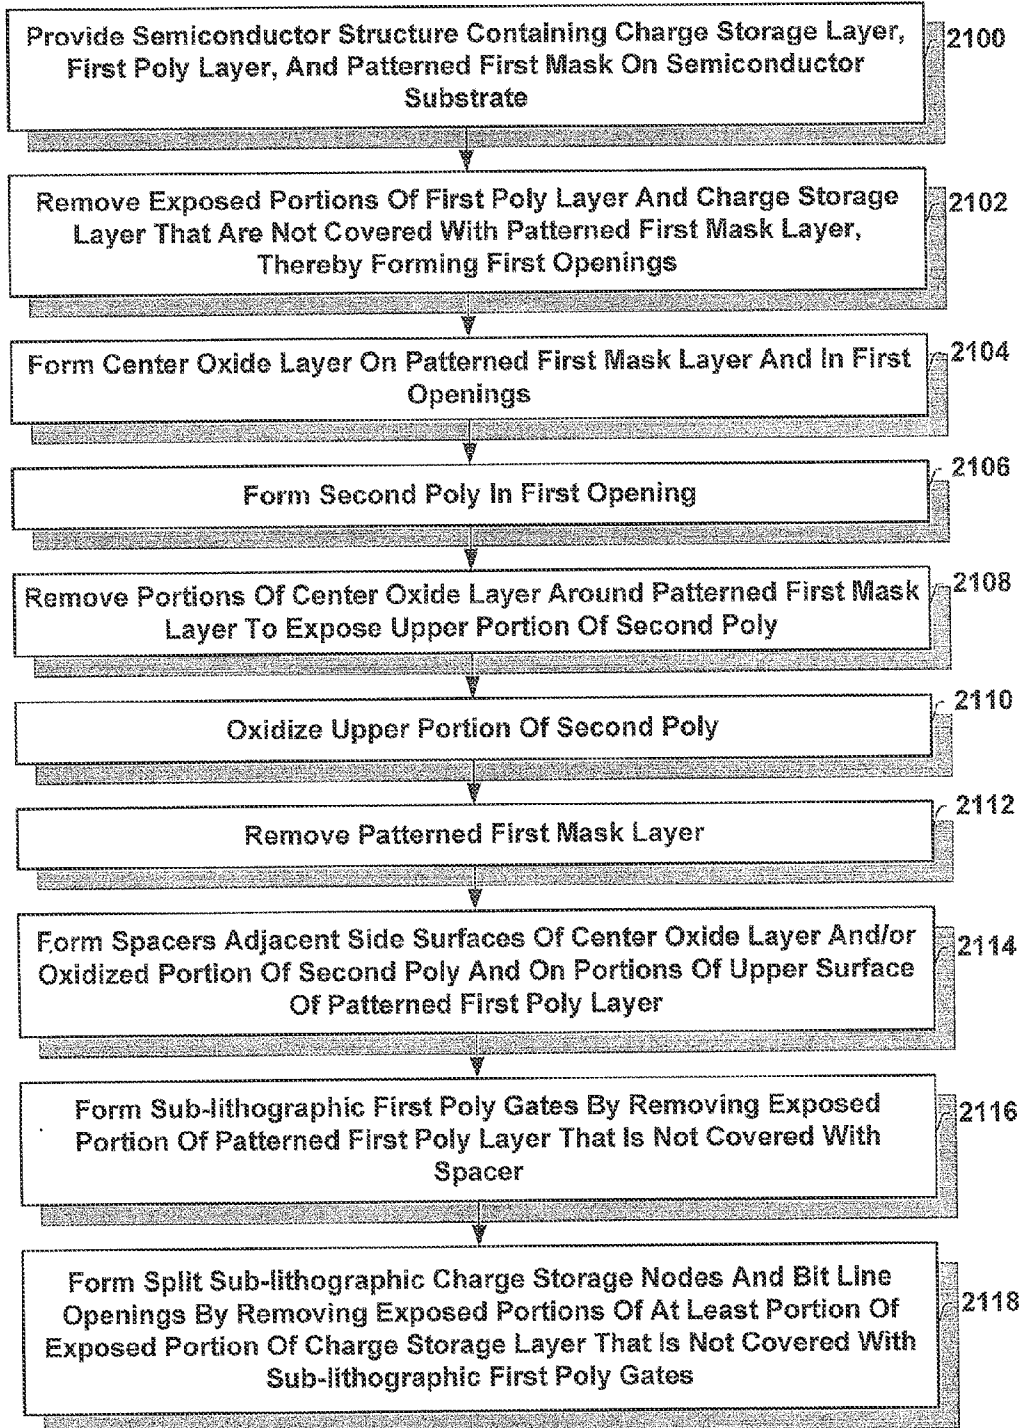 Provide Semiconductor Structure Containing Charge Storage Layer,
First Poly Layer, And Patterned First Mask On Semiconductor
Substrate
2100
Remove Exposed Portions Of First Poly Layer And Charge Storage
Layer That Are Not Covered With Patterned First Mask Layer,
Thereby Forming First Openings
2102
Form Center Oxide Layer On Patterned First Mask Layer And In First
Openings
2104
Form Second Poly In First Opening
2106
Remove Portions Of Center Oxide Layer Around Patterned First Mask
Layer To Expose Upper Portion Of Second Poly
2108
Oxidize Upper Portion Of Second Poly
2110
Remove Patterned First Mask Layer
2112
Form Spacers Adjacent Side Surfaces Of Center Oxide Layer And/or
Oxidized Portion Of Second Poly And On Portions Of Upper Surface
Of Patterned First Poly Layer
2114
Form Sub-lithographic First Poly Gates By Removing Exposed
Portion Of Patterned First Poly Layer That Is Not Covered With
Spacer
2116
Form Split Sub-lithographic Charge Storage Nodes And Bit Line
Openings By Removing Exposed Portions Of At Least Portion Of
Exposed Portion Of Charge Storage Layer That Is Not Covered With
Sub-lithographic First Poly Gates
2118